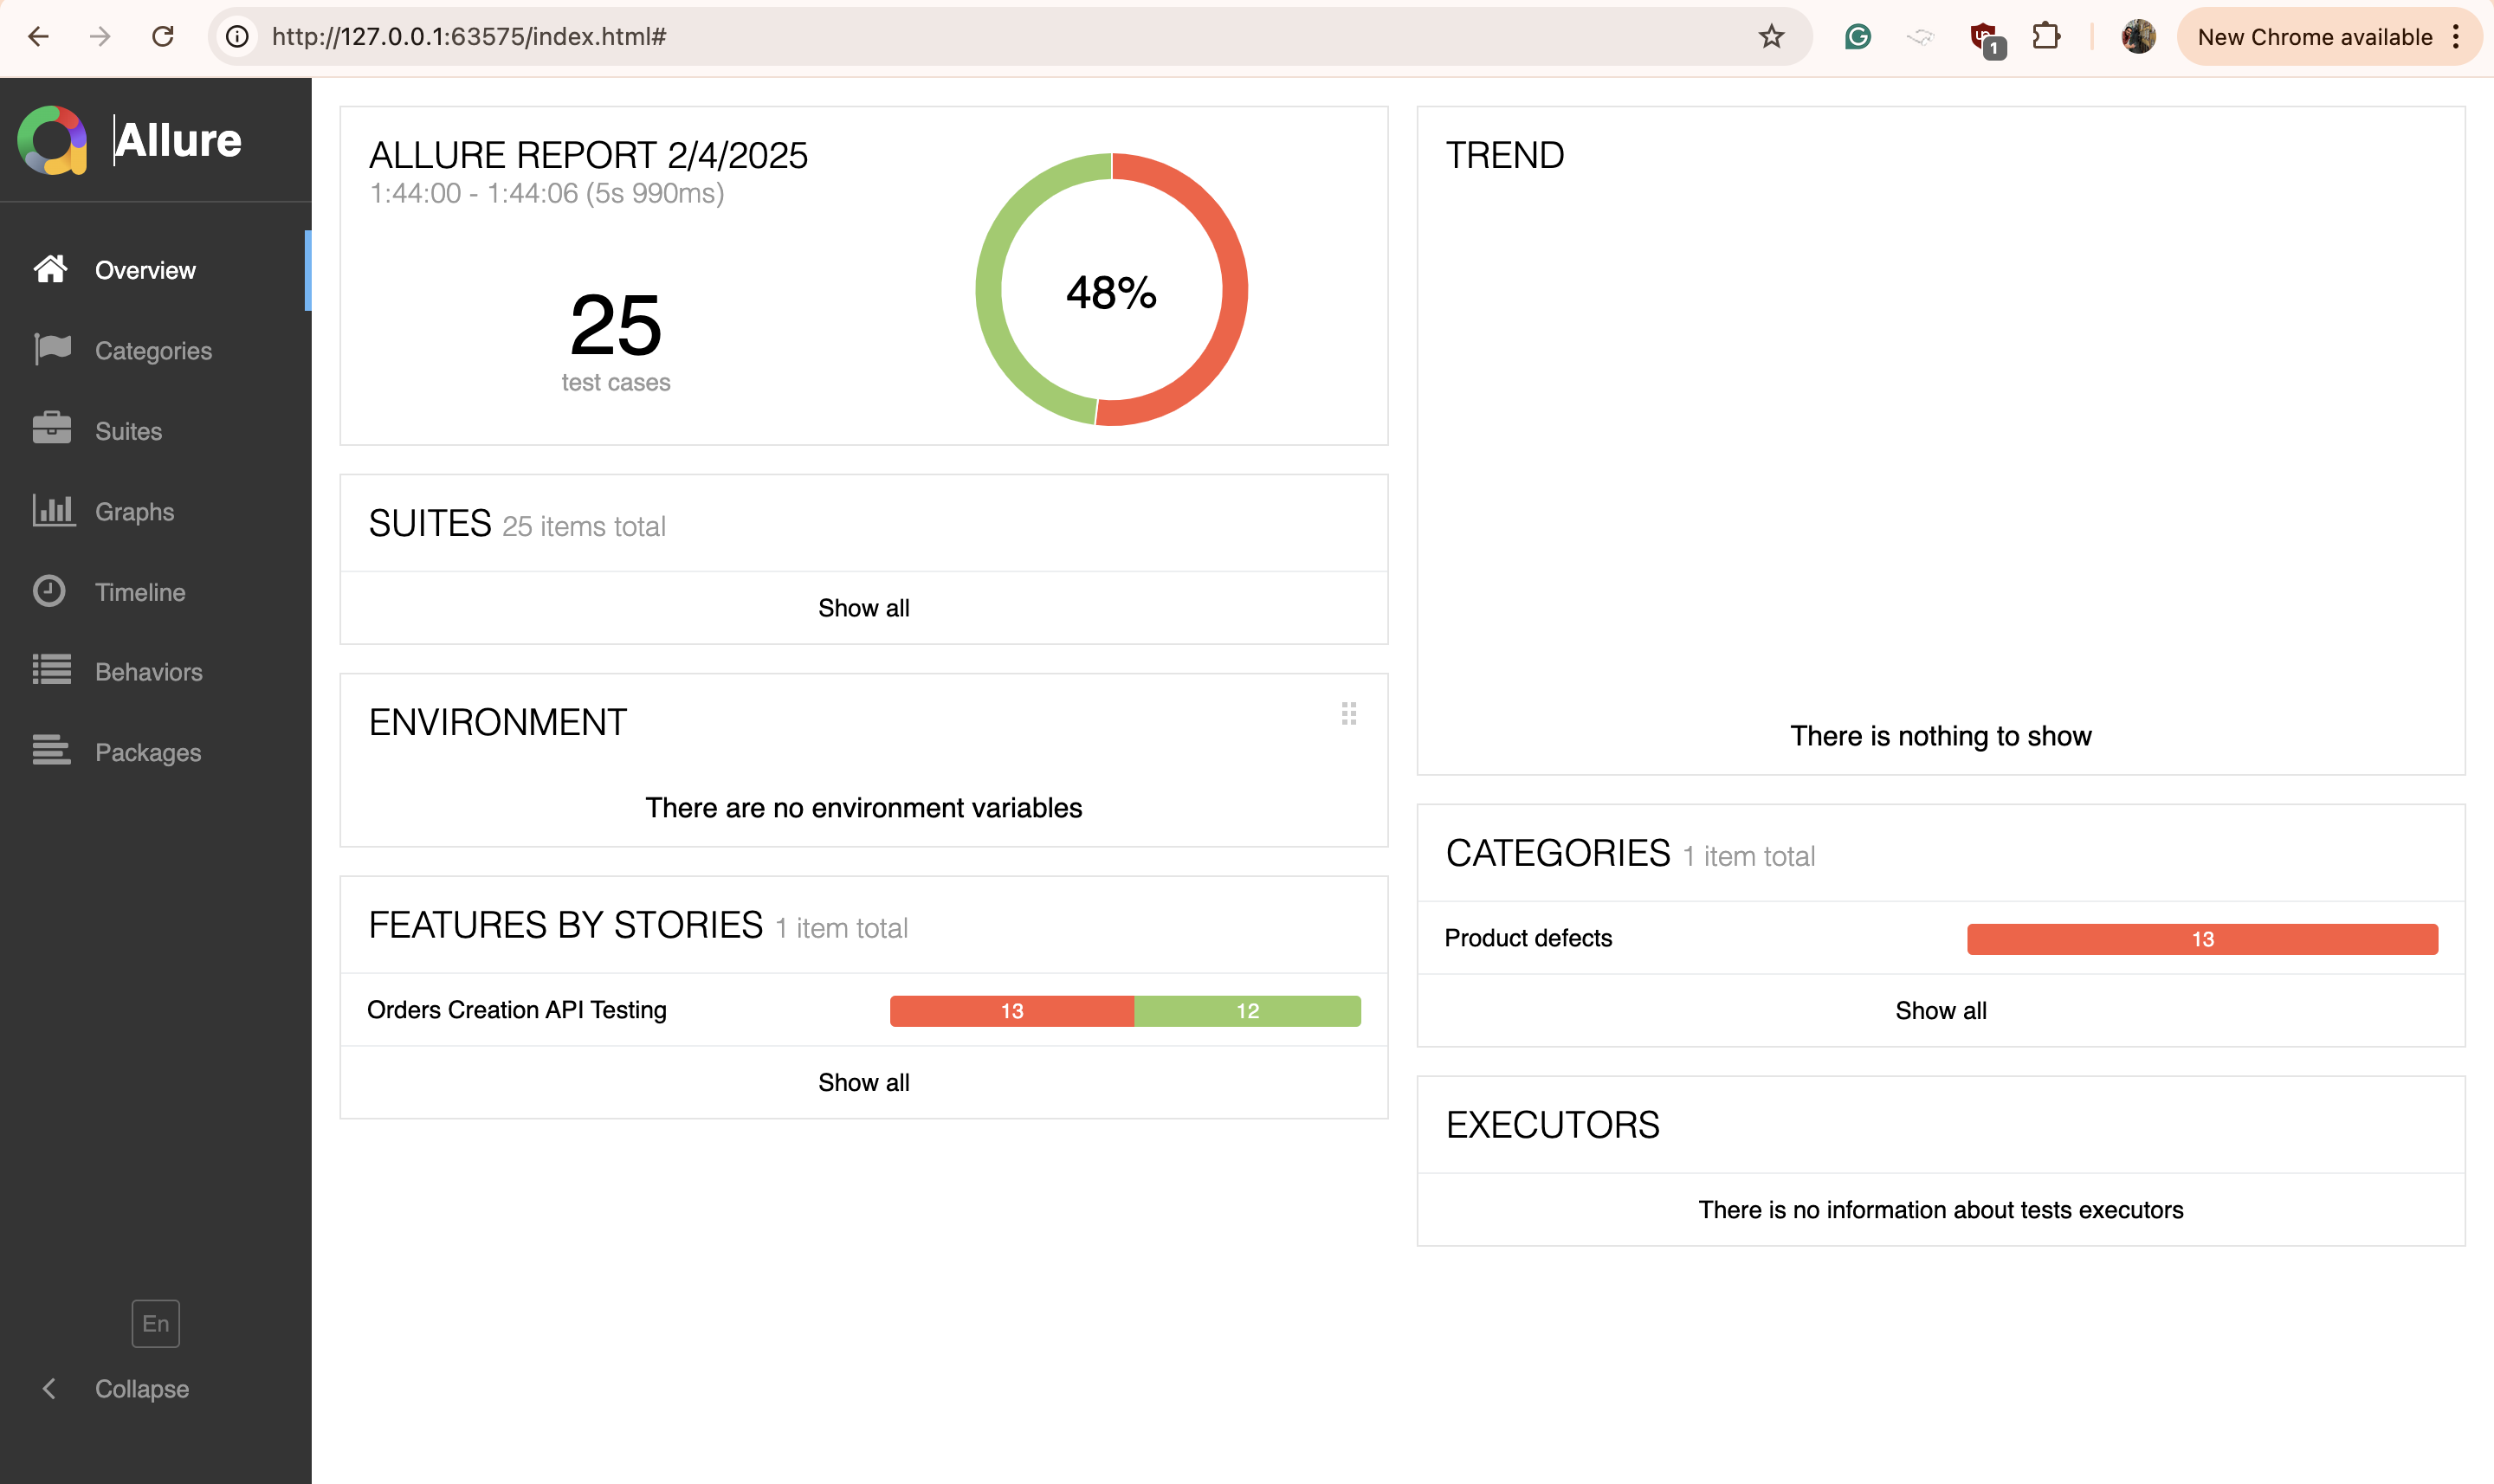 http://127.0.0.1:63575/index.html#
1
New Chrome available
Allure
Overview
Categories
Suites
Graphs
Timeline
Behaviors
Packages
En
Collapse
ALLURE REPORT 2/4/2025
1:44:00 - 1:44:06 (5s 990ms)
25
test cases
48%
SUITES 25 items total
Show all
ENVIRONMENT
There are no environment variables
FEATURES BY STORIES 1 item total
Orders Creation API Testing
13
12
Show all
TREND
There is nothing to show
CATEGORIES 1 item total
Product defects
13
Show all
EXECUTORS
There is no information about tests executors